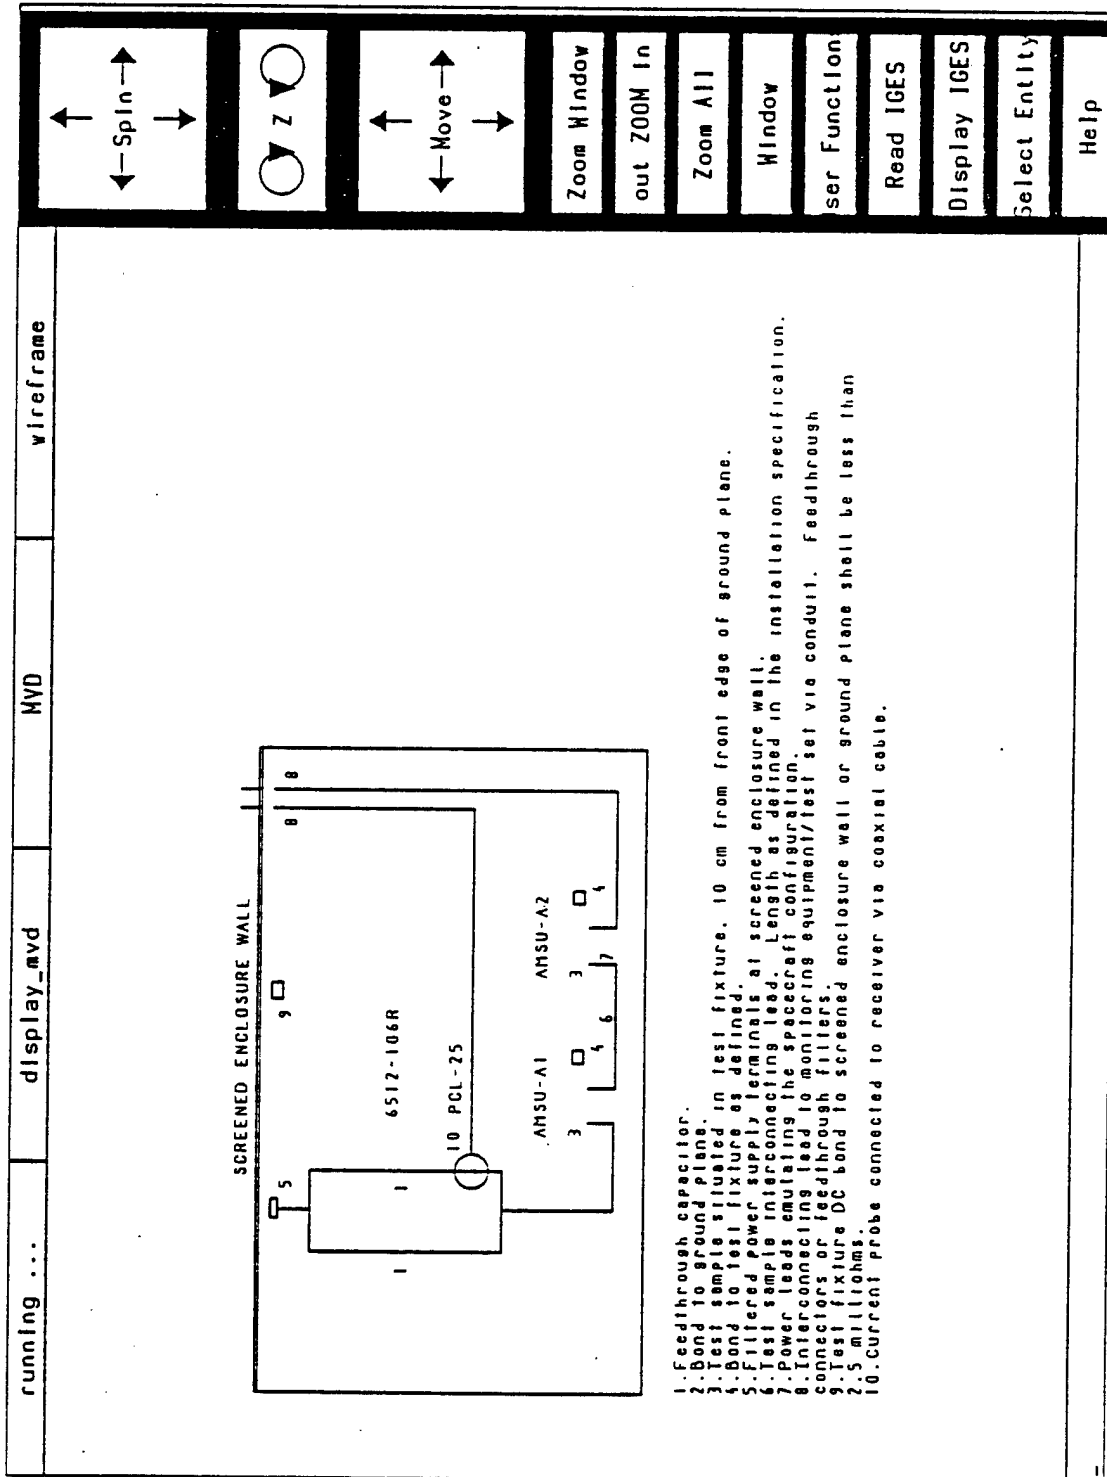 running ...
display_mvd
MVD
wireframe
Spin
Z
Move
Zoom Window
out ZOOM in
Zoom All
Window
ser Function
Read IGES
Display IGES
Select Entity
Help
SCREENED ENCLOSURE WALL
5
9
8
8
1
1
6512-106R
10 PCL-25
AMSU-A1
AMSU-A2
3
4
6
3
7
4
1.Feedthrough capacitor.
2.Bond to ground plane.
3.Test sample situated in test fixture. 10 cm from front edge of ground plane.
4.Bond to test fixture as defined.
5.Filtered power supply terminals at screened enclosure wall.
6.Test sample interconnecting lead. Length as defined in the installation specification.
7.Power leads emulating the spacecraft configuration.
8.Interconnecting lead to monitoring equipment/test set via conduit. Feedthrough
connectors or feedthrough filters.
9.Test fixture DC bond to screened enclosure wall or ground plane shall be less than
2.5 milliohms.
10.Current probe connected to receiver via coaxial cable.